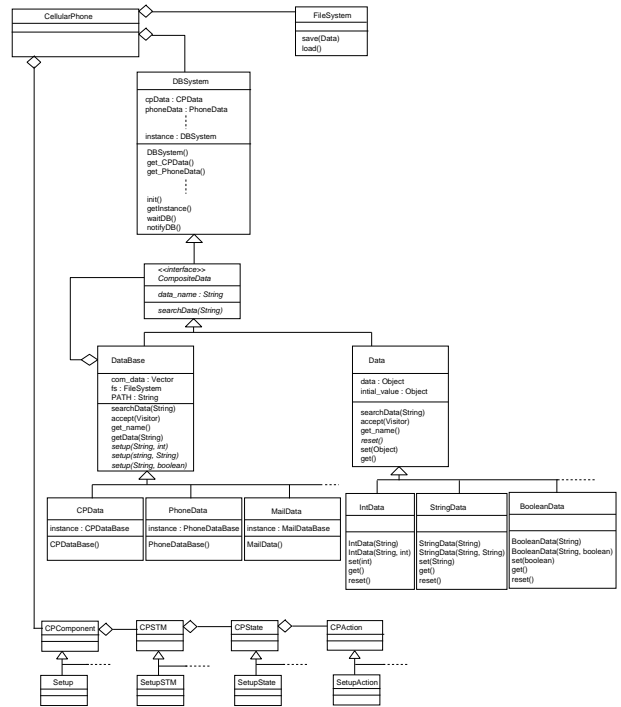 CellularPhone
FileSystem
save(Data)
load()
DBSystem
cpData : CPData
phoneData : PhoneData
instance : DBSystem
DBSystem()
get_CPData()
get_PhoneData()
init()
getInstance()
waitDB()
notifyDB()
<<interface>>
CompositeData
data_name : String
searchData(String)
DataBase
com_data : Vector
fs : FileSystem
PATH : String
searchData(String)
accept(Visitor)
get_name()
getData(String)
setup(String, int)
setup(string, String)
setup(String, boolean)
Data
data : Object
intial_value : Object
searchData(String)
accept(Visitor)
get_name()
reset()
set(Object)
get()
CPData
instance : CPDataBase
CPDataBase()
PhoneData
instance : PhoneDataBase
PhoneDataBase()
MailData
instance : MailDataBase
MailData()
IntData
IntData(String)
IntData(String, int)
set(int)
get()
reset()
StringData
StringData(String)
StringData(String, String)
set(String)
get()
reset()
BooleanData
BooleanData(String)
BooleanData(String, boolean)
set(boolean)
get()
reset()
CPComponent
CPSTM
CPState
CPAction
Setup
SetupSTM
SetupState
SetupAction